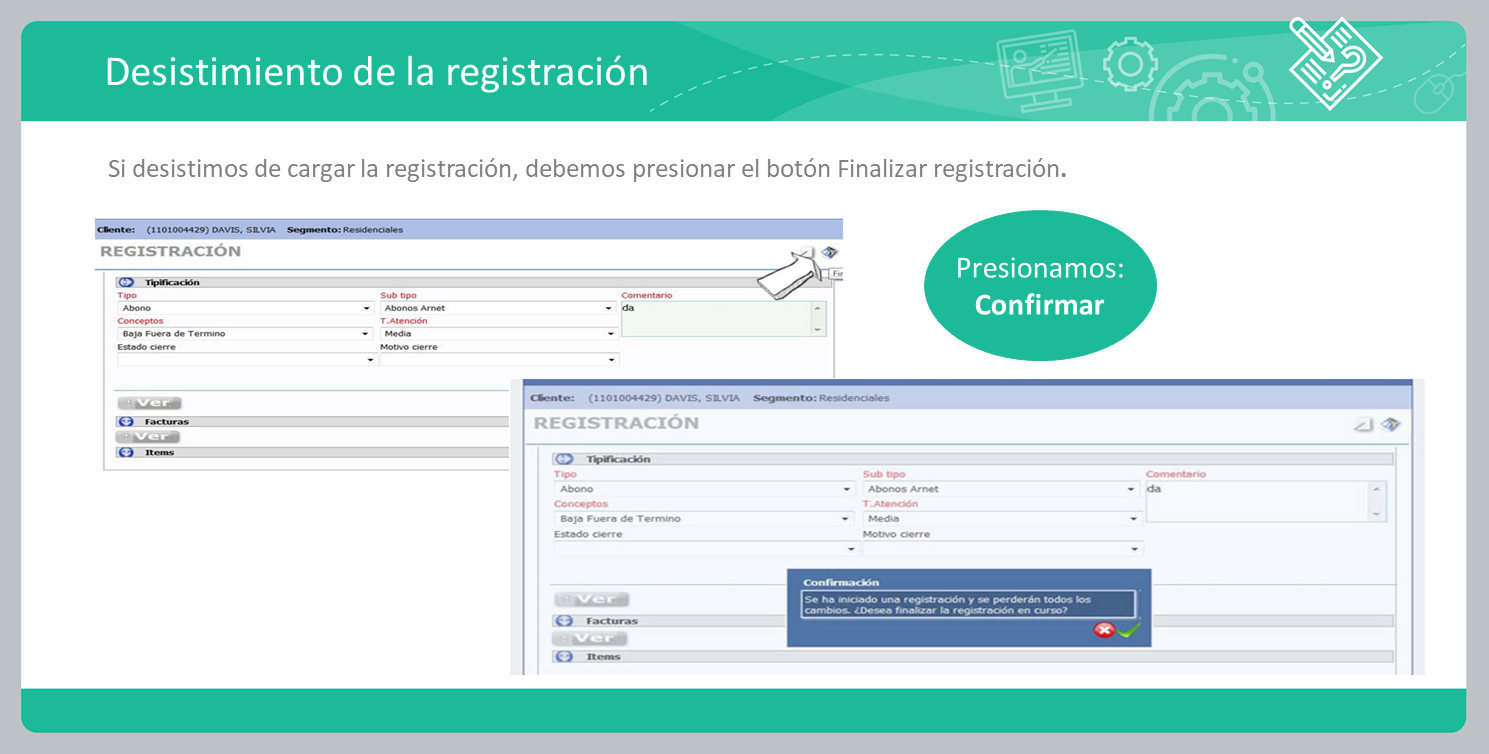 Desistimiento de la registración
Si desistimos de cargar la registración, debemos presionar el botón Finalizar registración.
Cliente: (1101004429) DAVIS, SILVIA Segmento: Residenciales
REGISTRACIÓN
Fin
Tipificación
Tipo Sub tipo Comentario
Abono Abonos Arnet da
Conceptos T.Atención
Baja Fuera de Termino Media
Estado cierre Motivo cierre
Ver
Facturas
Ver
Items
Presionamos:
Confirmar
Cliente: (1101004429) DAVIS, SILVIA Segmento: Residenciales
REGISTRACIÓN
Tipificación
Tipo Sub tipo Comentario
Abono Abonos Arnet da
Conceptos T.Atención
Baja Fuera de Termino Media
Estado cierre Motivo cierre
Ver
Facturas
Ver
Items
Confirmación
Se ha iniciado una registración y se perderán todos los
cambios. ¿Desea finalizar la registración en curso?